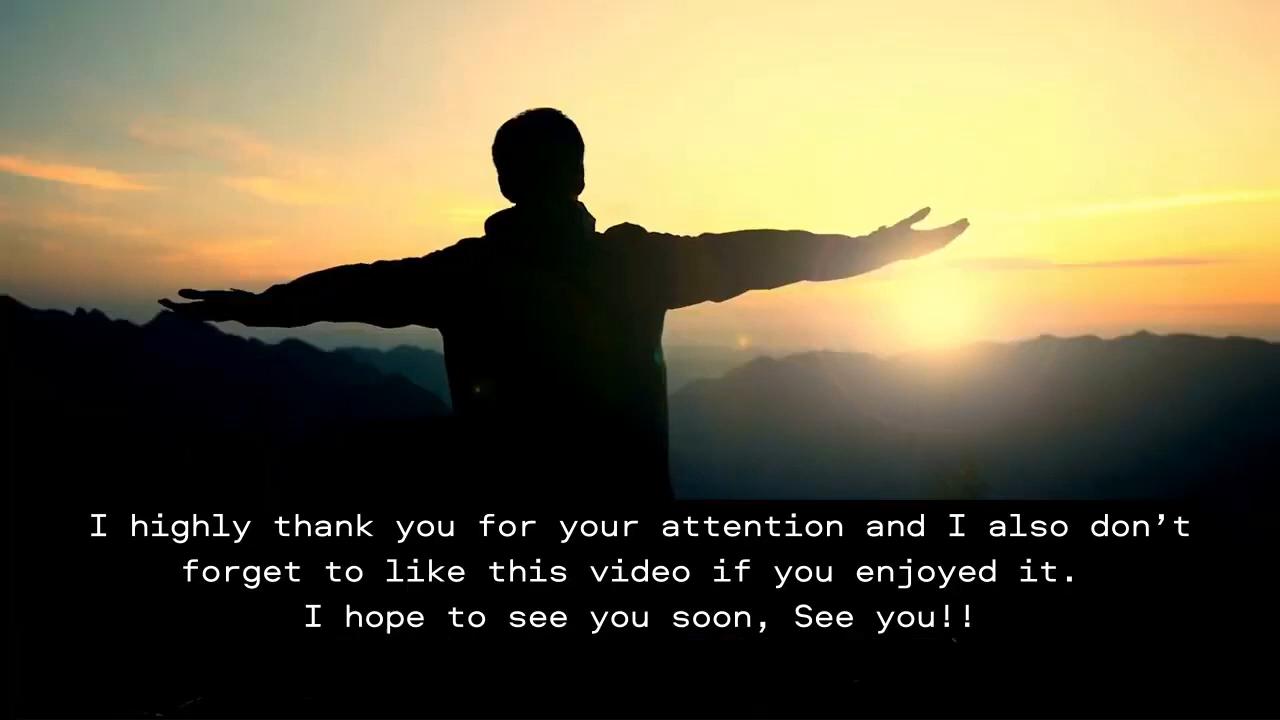 I highly thank you for your attention and I also don’t
forget to like this video if you enjoyed it.
I hope to see you soon, See you!!